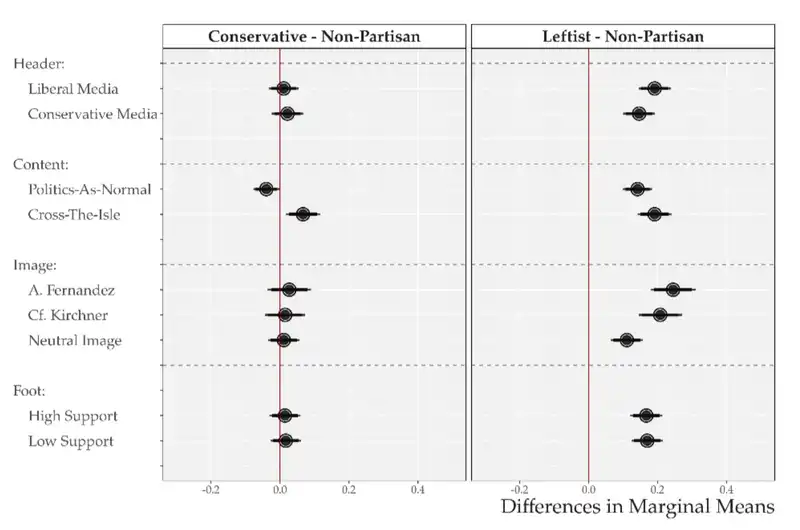 Conservative - Non-Partisan
Leftist - Non-Partisan
Header:
Liberal Media
Conservative Media
Content:
Politics-As-Normal
Cross-The-Isle
Image:
A. Fernandez
Cf. Kirchner
Neutral Image
Foot:
High Support
Low Support
-0.2 0.0 0.2 0.4
-0.2 0.0 0.2 0.4
Differences in Marginal Means